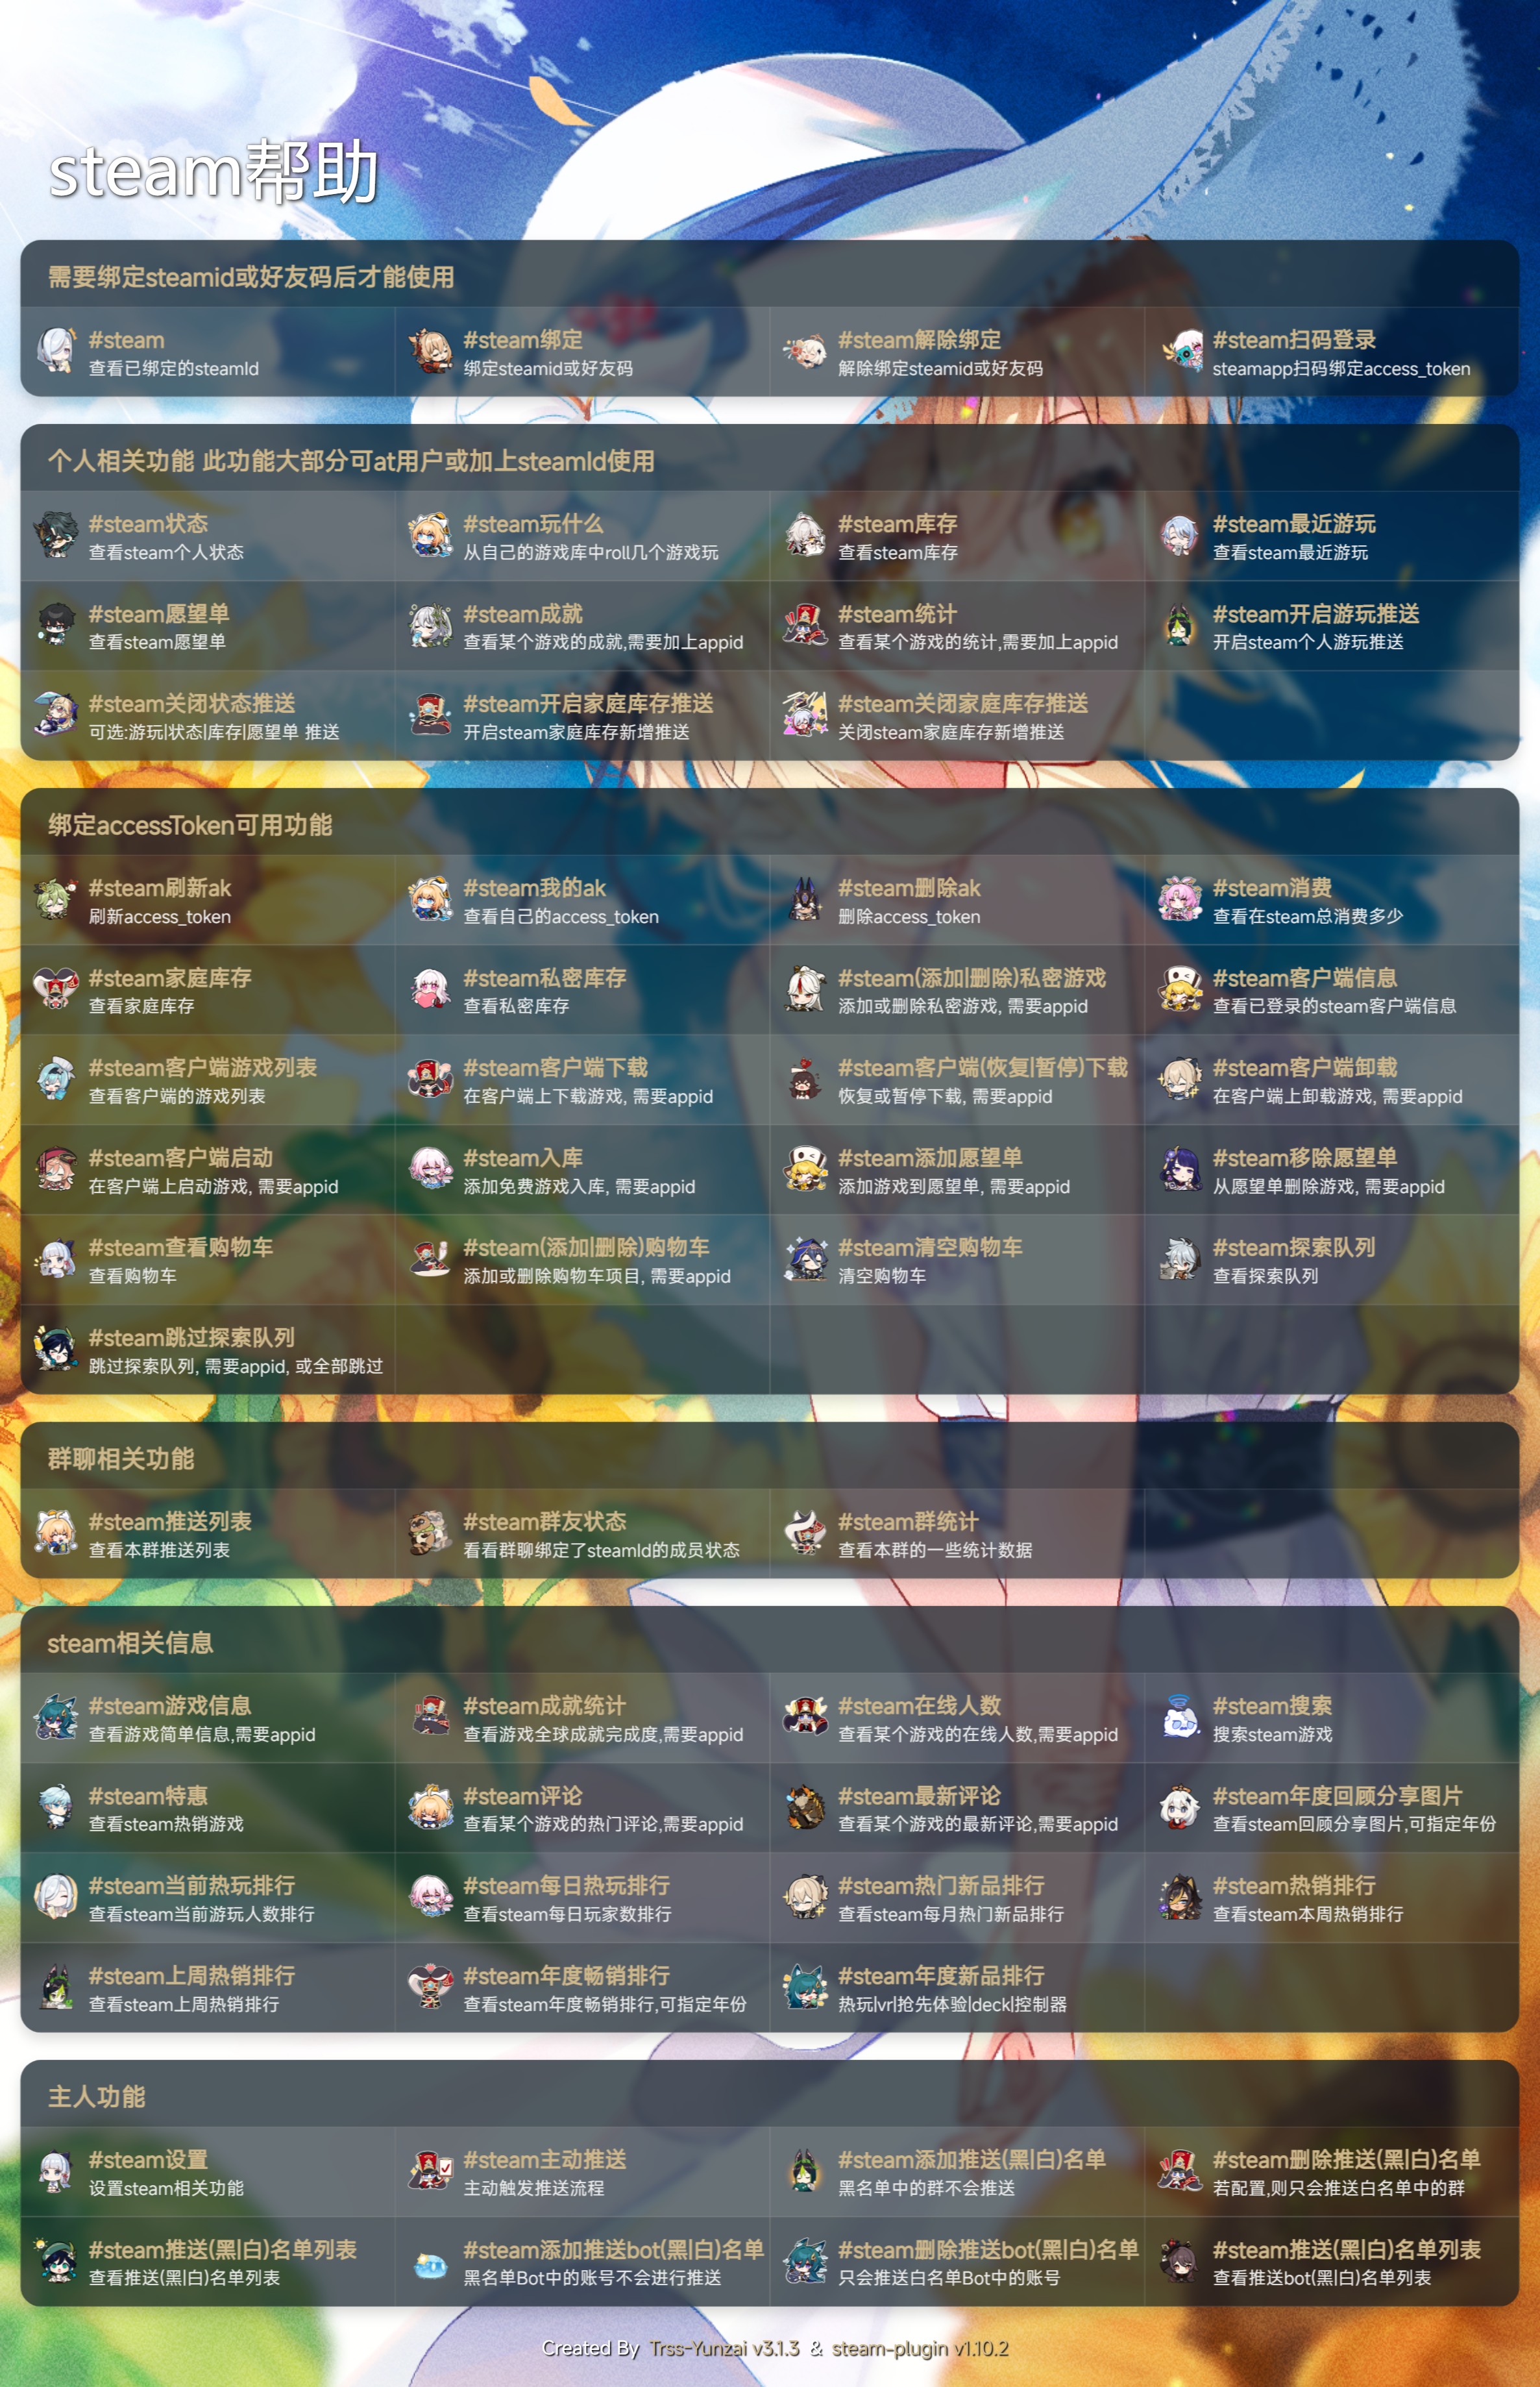 steam帮助
需要绑定steamid或好友码后才能使用
#steam
查看已绑定的steamId
#steam绑定
绑定steamid或好友码
#steam解除绑定
解除绑定steamid或好友码
#steam扫码登录
steamapp扫码绑定access_token
个人相关功能 此功能大部分可at用户或加上steamId使用
#steam状态
查看steam个人状态
#steam玩什么
从自己的游戏库中roll几个游戏玩
#steam库存
查看steam库存
#steam最近游玩
查看steam最近游玩
#steam愿望单
查看steam愿望单
#steam成就
查看某个游戏的成就,需要加上appid
#steam统计
查看某个游戏的统计,需要加上appid
#steam开启游玩推送
开启steam个人游玩推送
#steam关闭状态推送
可选:游玩|状态|库存|愿望单 推送
#steam开启家庭库存推送
开启steam家庭库存新增推送
#steam关闭家庭库存推送
关闭steam家庭库存新增推送
绑定accessToken可用功能
#steam刷新ak
刷新access_token
#steam我的ak
查看自己的access_token
#steam删除ak
删除access_token
#steam消费
查看在steam总消费多少
#steam家庭库存
查看家庭库存
#steam私密库存
查看私密库存
#steam(添加|删除)私密游戏
添加或删除私密游戏, 需要appid
#steam客户端信息
查看已登录的steam客户端信息
#steam客户端游戏列表
查看客户端的游戏列表
#steam客户端下载
在客户端上下载游戏, 需要appid
#steam客户端(恢复|暂停)下载
恢复或暂停下载, 需要appid
#steam客户端卸载
在客户端上卸载游戏, 需要appid
#steam客户端启动
在客户端上启动游戏, 需要appid
#steam入库
添加免费游戏入库, 需要appid
#steam添加愿望单
添加游戏到愿望单, 需要appid
#steam移除愿望单
从愿望单删除游戏, 需要appid
#steam查看购物车
查看购物车
#steam(添加|删除)购物车
添加或删除购物车项目, 需要appid
#steam清空购物车
清空购物车
#steam探索队列
查看探索队列
#steam跳过探索队列
跳过探索队列, 需要appid, 或全部跳过
群聊相关功能
#steam推送列表
查看本群推送列表
#steam群友状态
看看群聊绑定了steamId的成员状态
#steam群统计
查看本群的一些统计数据
steam相关信息
#steam游戏信息
查看游戏简单信息,需要appid
#steam成就统计
查看游戏全球成就完成度,需要appid
#steam在线人数
查看某个游戏的在线人数,需要appid
#steam搜索
搜索steam游戏
#steam特惠
查看steam热销游戏
#steam评论
查看某个游戏的热门评论,需要appid
#steam最新评论
查看某个游戏的最新评论,需要appid
#steam年度回顾分享图片
查看steam回顾分享图片,可指定年份
#steam当前热玩排行
查看steam当前游玩人数排行
#steam每日热玩排行
查看steam每日玩家数排行
#steam热门新品排行
查看steam每月热门新品排行
#steam热销排行
查看steam本周热销排行
#steam上周热销排行
查看steam上周热销排行
#steam年度畅销排行
查看steam年度畅销排行,可指定年份
#steam年度新品排行
热玩|vr|抢先体验|deck|控制器
主人功能
#steam设置
设置steam相关功能
#steam主动推送
主动触发推送流程
#steam添加推送(黑|白)名单
黑名单中的群不会推送
#steam删除推送(黑|白)名单
若配置,则只会推送白名单中的群
#steam推送(黑|白)名单列表
查看推送(黑|白)名单列表
#steam添加推送bot(黑|白)名单
黑名单Bot中的账号不会进行推送
#steam删除推送bot(黑|白)名单
只会推送白名单Bot中的账号
#steam推送(黑|白)名单列表
查看推送bot(黑|白)名单列表
Created By Trss-Yunzai v3.1.3 & steam-plugin v1.10.2